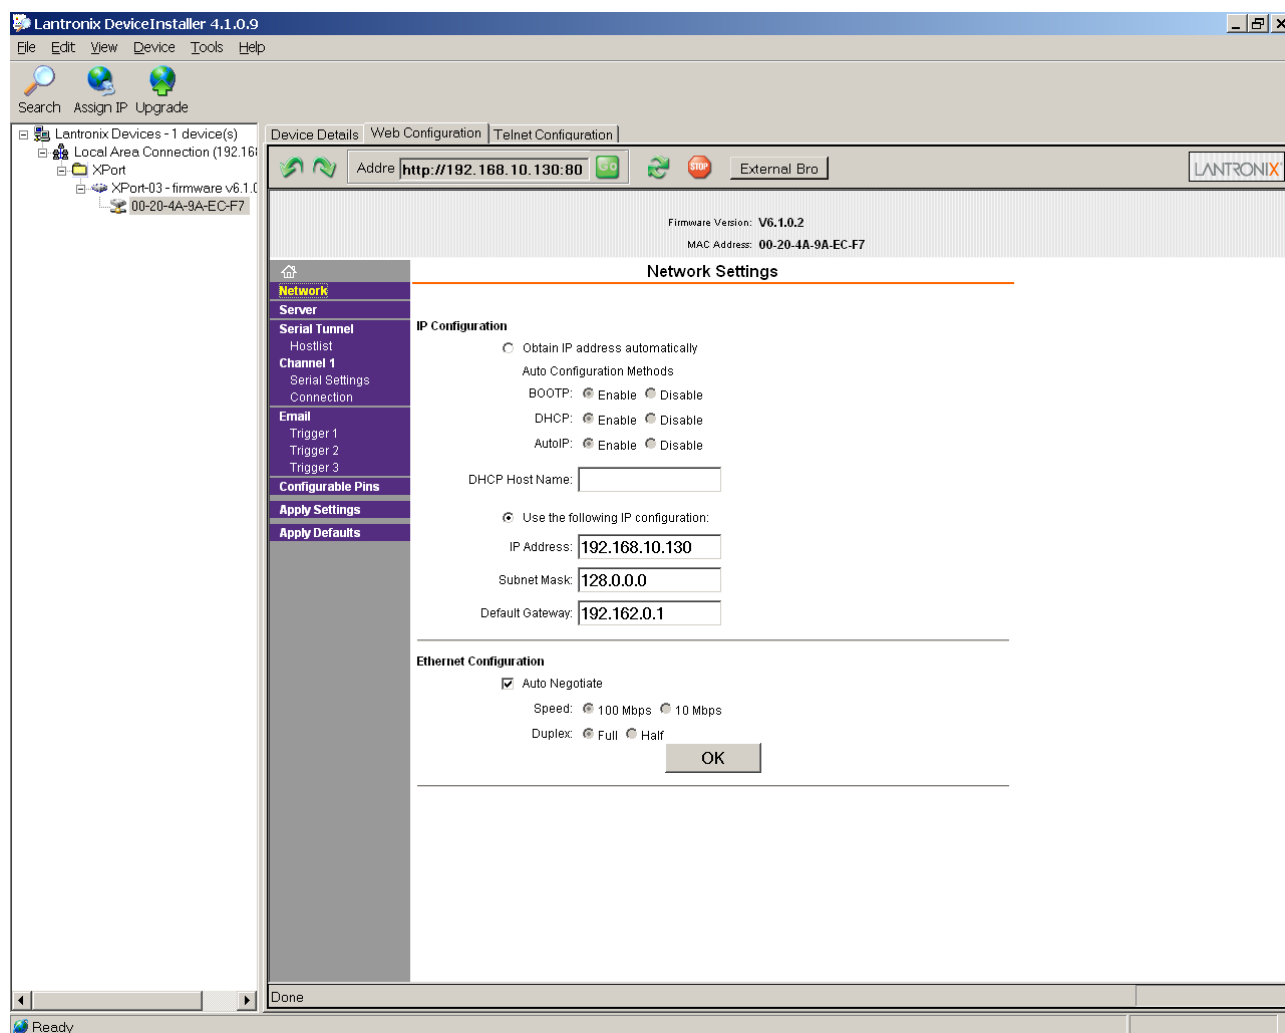 Lantronix DeviceInstaller 4.1.0.9
File Edit View Device Tools Help
Search Assign IP Upgrade
Lantronix Devices - 1 device(s)
Local Area Connection (192.16
XPort
XPort-03 - firmware v6.1.0
00-20-4A-9A-EC-F7
Device Details Web Configuration Telnet Configuration
Addre http://192.168.10.130:80 GO STOP External Bro LANTRONIX
Firmware Version: V6.1.0.2
MAC Address: 00-20-4A-9A-EC-F7
Network
Server
Serial Tunnel
Hostlist
Channel 1
Serial Settings
Connection
Email
Trigger 1
Trigger 2
Trigger 3
Configurable Pins
Apply Settings
Apply Defaults
Network Settings
IP Configuration
Obtain IP address automatically
Auto Configuration Methods
BOOTP: Enable Disable
DHCP: Enable Disable
AutoIP: Enable Disable
DHCP Host Name:
Use the following IP configuration:
IP Address: 192.168.10.130
Subnet Mask: 128.0.0.0
Default Gateway: 192.162.0.1
Ethernet Configuration
Auto Negotiate
Speed: 100 Mbps 10 Mbps
Duplex: Full Half
OK
Done
Ready